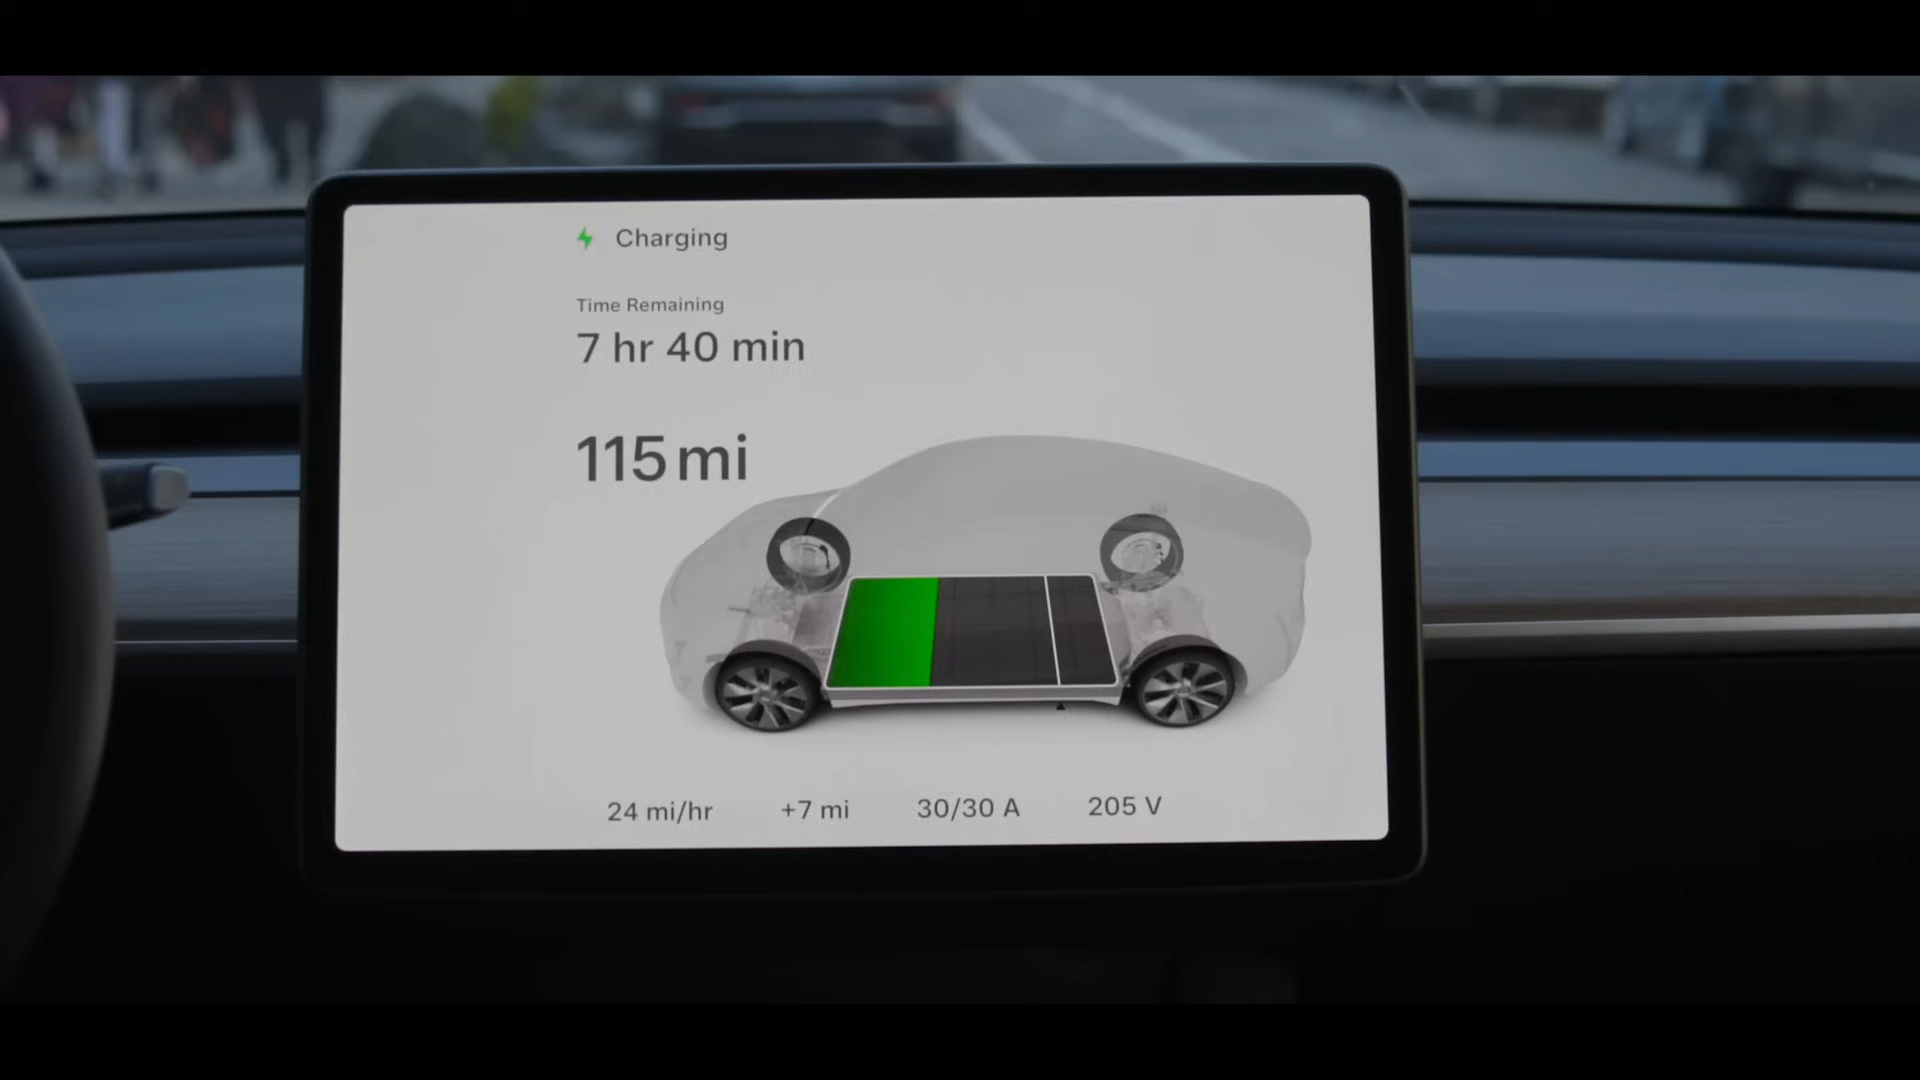 Charging
Time Remaining
7 hr 40 min
115 mi
24 mi/hr +7 mi 30/30 A 205 V